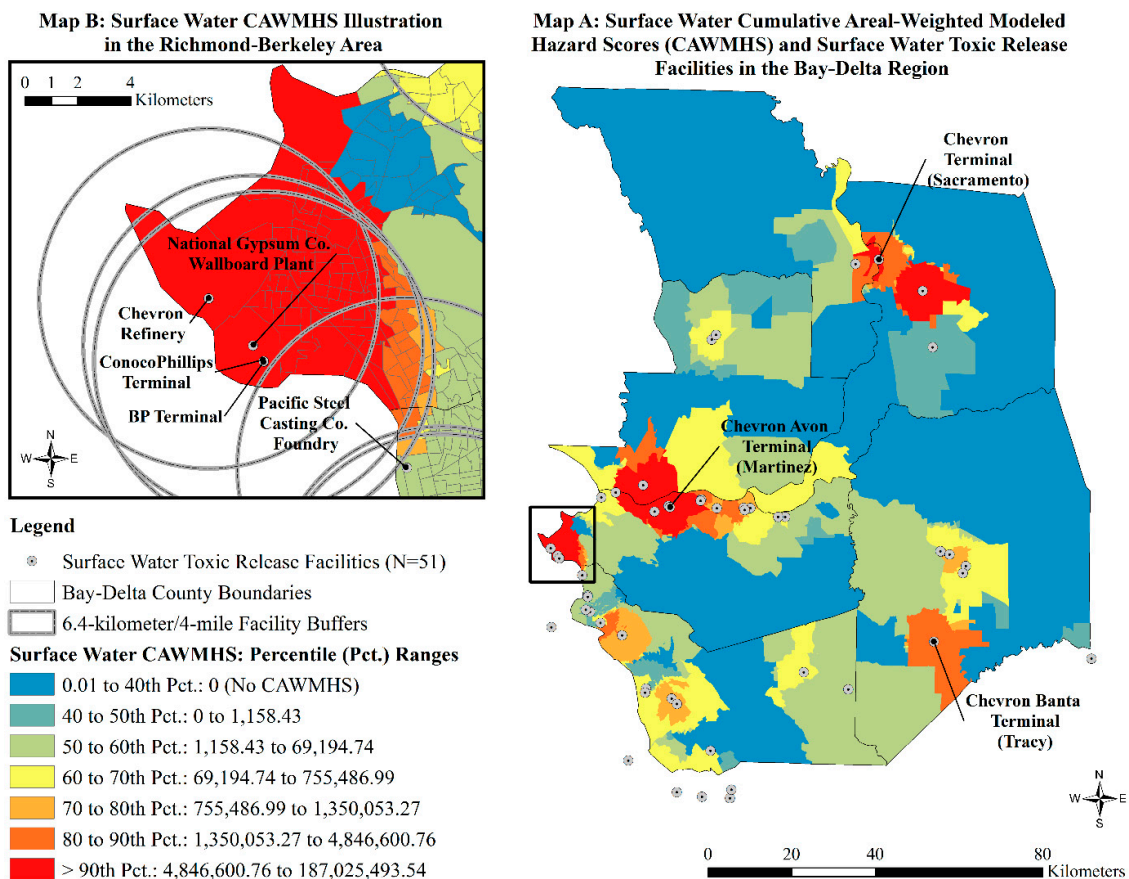 Map B: Surface Water CAWMHS Illustration
in the Richmond-Berkeley Area
0 1 2 4
Kilometers
National Gypsum Co.
Wallboard Plant
Chevron
Refinery
ConocoPhillips
Terminal
BP Terminal
Pacific Steel
Casting Co.
Foundry
N
W E
S
Legend
Surface Water Toxic Release Facilities (N=51)
Bay-Delta County Boundaries
6.4-kilometer/4-mile Facility Buffers
Surface Water CAWMHS: Percentile (Pct.) Ranges
0.01 to 40th Pct.: 0 (No CAWMHS)
40 to 50th Pct.: 0 to 1,158.43
50 to 60th Pct.: 1,158.43 to 69,194.74
60 to 70th Pct.: 69,194.74 to 755,486.99
70 to 80th Pct.: 755,486.99 to 1,350,053.27
80 to 90th Pct.: 1,350,053.27 to 4,846,600.76
> 90th Pct.: 4,846,600.76 to 187,025,493.54
Map A: Surface Water Cumulative Areal-Weighted Modeled
Hazard Scores (CAWMHS) and Surface Water Toxic Release
Facilities in the Bay-Delta Region
Chevron
Terminal
(Sacramento)
Chevron Avon
Terminal
(Martinez)
Chevron Banta
Terminal
(Tracy)
N
W E
S
0 20 40 80
Kilometers